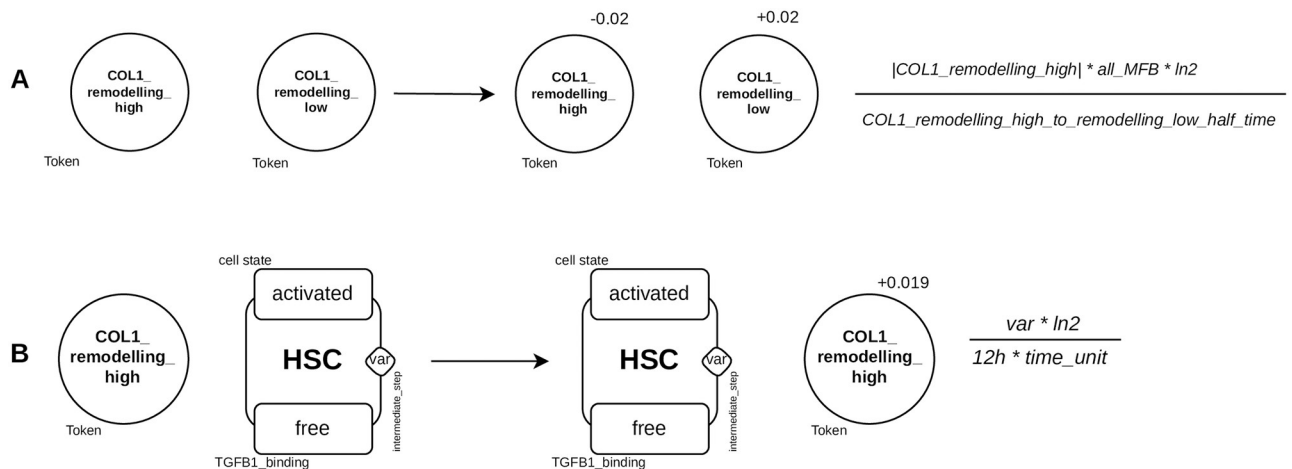 -0.02
+0.02
A
COL1_
remodelling_
high
COL1_
remodelling_
low
COL1_
remodelling_
high
COL1_
remodelling_
low
|COL1_remodelling_high| * all_MFB * ln2
COL1_remodelling_high_to_remodelling_low_half_time
Token
Token
Token
Token
B
COL1_
remodelling_
high
Token
cell state
activated
HSC
var
intermediate_step
free
TGFB1_binding
cell state
activated
HSC
var
intermediate_step
free
TGFB1_binding
+0.019
COL1_
remodelling_
high
Token
var * ln2
12h * time_unit